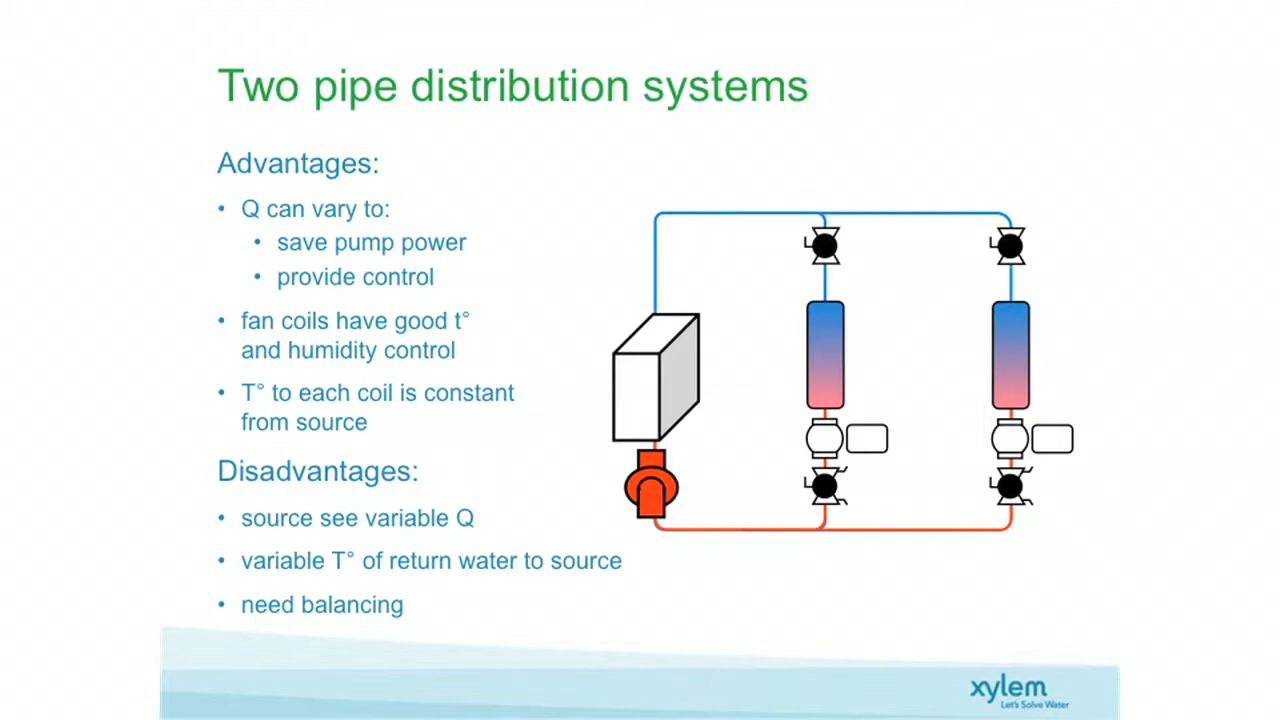 Two pipe distribution systems
Advantages:
• Q can vary to:
• save pump power
• provide control
• fan coils have good t°
and humidity control
• T° to each coil is constant
from source
Disadvantages:
• source see variable Q
• variable T° of return water to source
• need balancing
xylem
Let's Solve Water